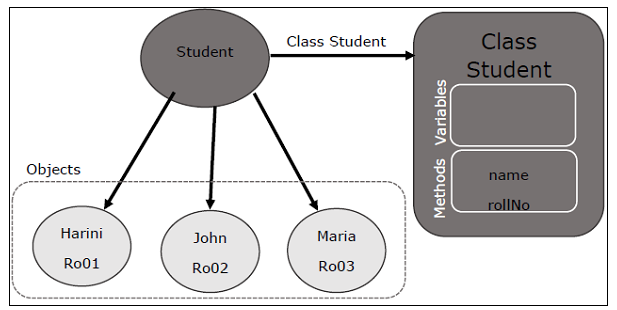 Student
Class Student
Class
Student
Variables
Methods
name
rollNo
Objects
Harini
Ro01
John
Ro02
Maria
Ro03